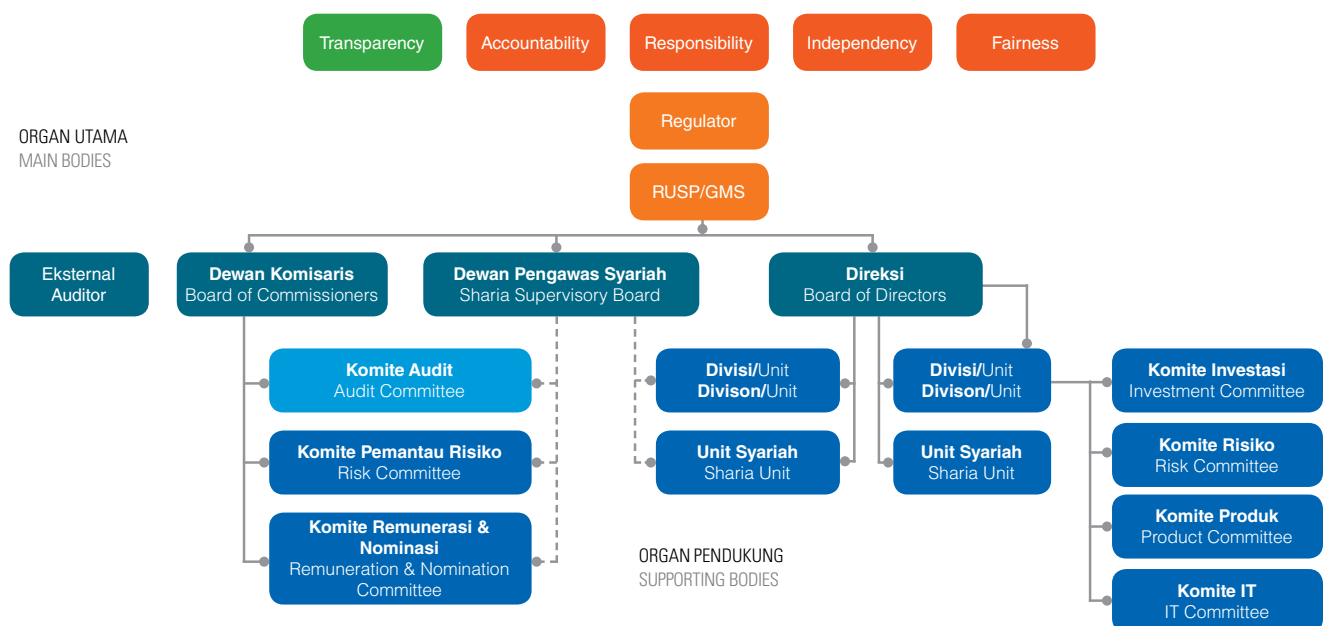 Transparency
Accountability
Responsibility
Independency
Fairness
Regulator
ORGAN UTAMA
MAIN BODIES
RUSP/GMS
Eksternal
Auditor
Dewan Komisaris
Board of Commissioners
Dewan Pengawas Syariah
Sharia Supervisory Board
Direksi
Board of Directors
Komite Audit
Audit Committee
Divisi/Unit
Divison/Unit
Divisi/Unit
Divison/Unit
Komite Investasi
Investment Committee
Komite Pemantau Risiko
Risk Committee
Unit Syariah
Sharia Unit
Unit Syariah
Sharia Unit
Komite Risiko
Risk Committee
Komite Remunerasi &
Nominasi
Remuneration & Nomination
Committee
Komite Produk
Product Committee
ORGAN PENDUKUNG
SUPPORTING BODIES
Komite IT
IT Committee